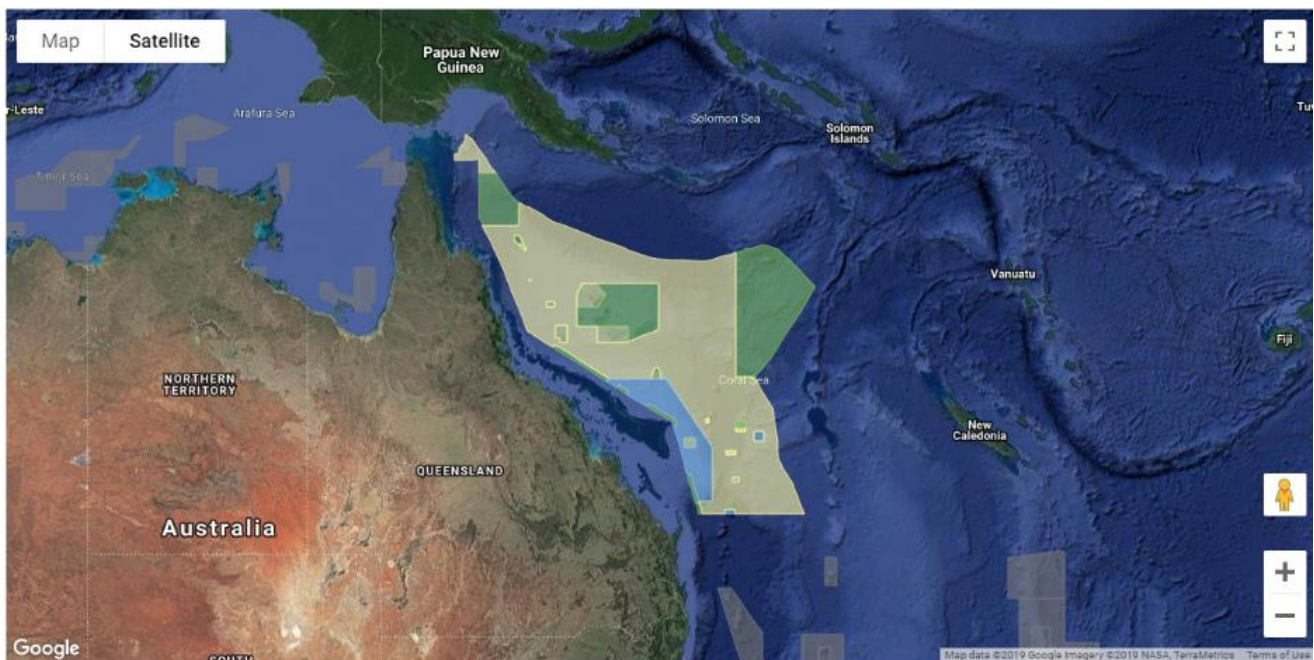 Map
Satellite
Papua New
Guinea
r-Leste
Arafura Sea
Solomon Sea
Solomon
Islands
Tuv
Timor Sea
Vanuatu
Fiji
NORTHERN
TERRITORY
Coral Sea
New
Caledonia
QUEENSLAND
Australia
Google
SOUTH
Map data ©2019 Google Imagery ©2019 NASA, TerraMetrics
Terms of Use